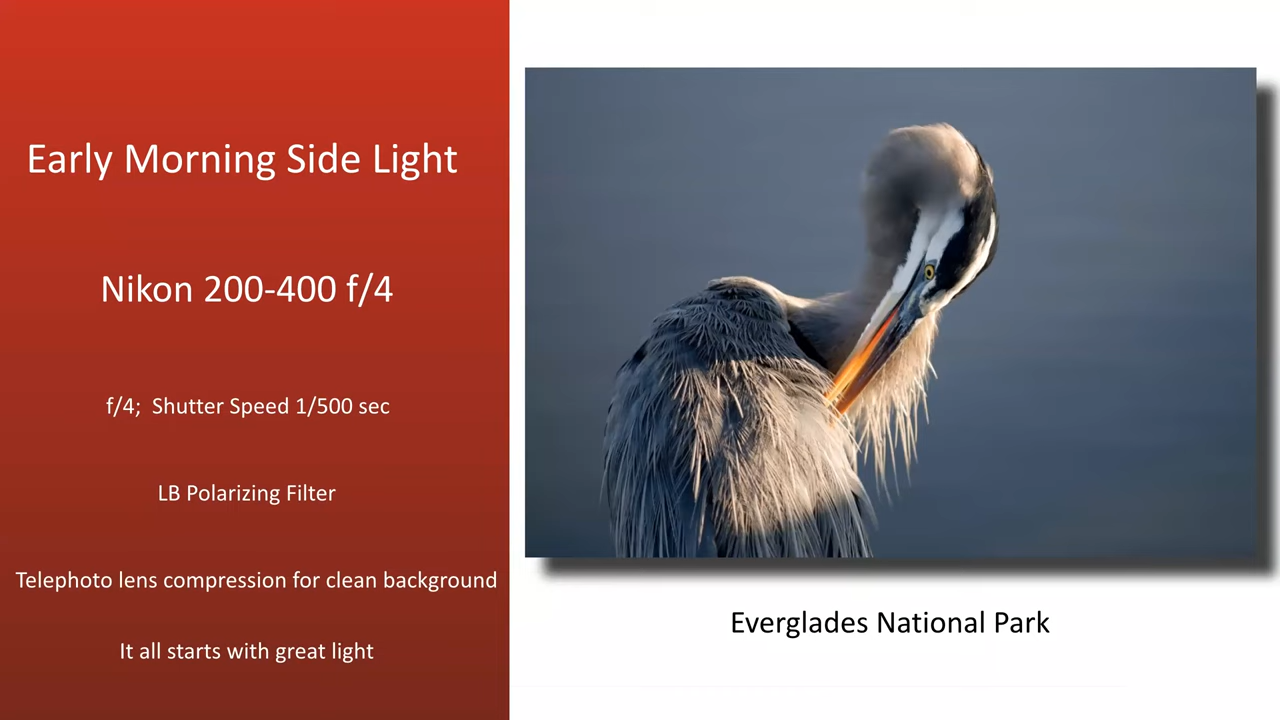 Early Morning Side Light
Nikon 200-400 f/4
f/4;  Shutter Speed 1/500 sec
LB Polarizing Filter
Telephoto lens compression for clean background
It all starts with great light
Everglades National Park